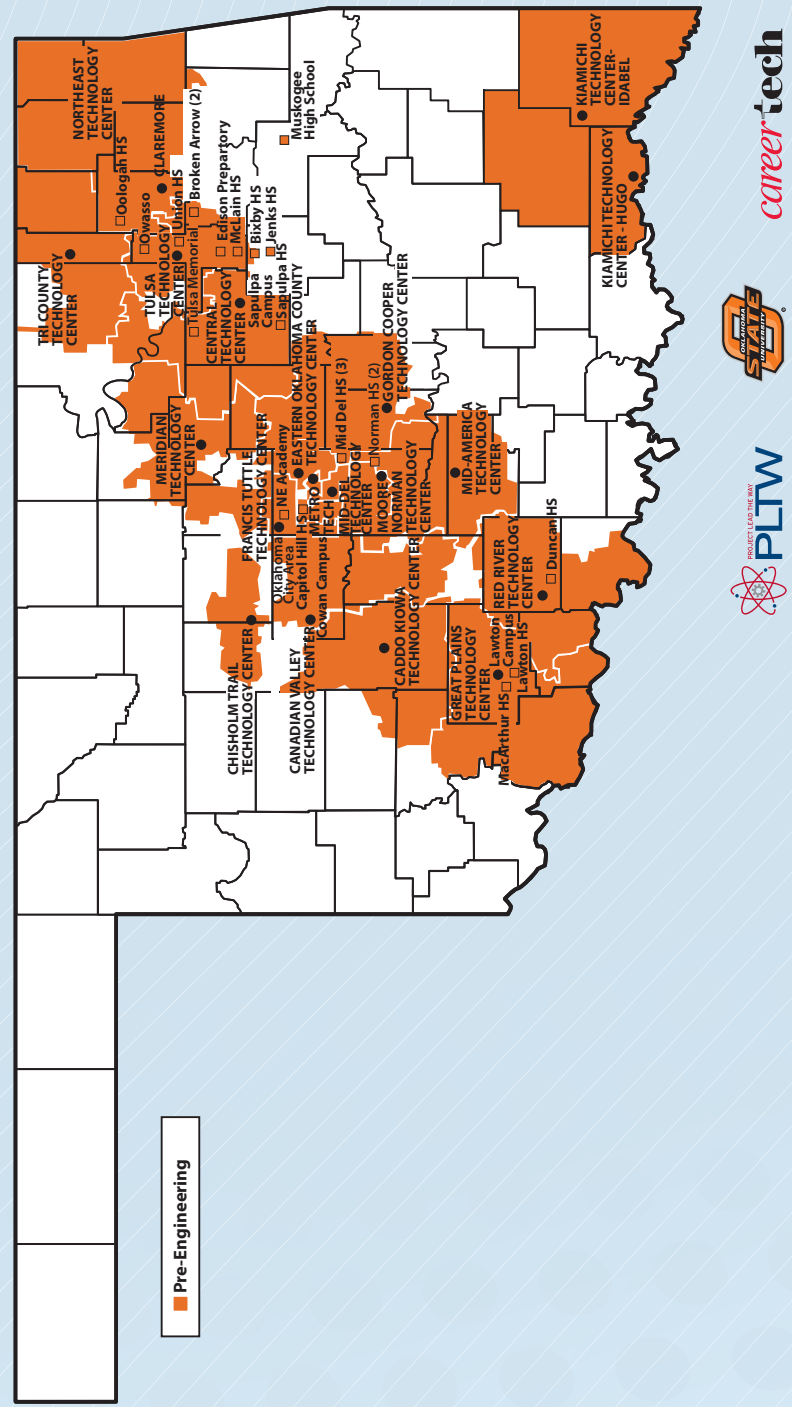 Pre-Engineering
NORTHEAST
TECHNOLOGY
CENTER
Oologah HS
CLAREMORE
Owasso
Union HS
Broken Arrow (2)
TRI COUNTY
TECHNOLOGY
CENTER
TULSA
TECHNOLOGY
CENTER
Tulsa Memorial
Edison Prepartory
McLain HS
Bixby HS
Jenks HS
Muskogee
High School
CENTRAL
TECHNOLOGY
CENTER
Sapulpa
Campus
Sapulpa HS
MERIDIAN
TECHNOLOGY
CENTER
FRANCIS TUTTLE
TECHNOLOGY CENTER
EASTERN OKLAHOMA COUNTY
TECHNOLOGY CENTER
Oklahoma
City Area
NE Academy
Capitol Hill HS
METRO
TECH
Cowan Campus
Mid Del HS (3)
MID-DEL
TECHNOLOGY
CENTER
Norman HS (2)
MOORE
NORMAN
TECHNOLOGY
CENTER
GORDON COOPER
TECHNOLOGY CENTER
CHISHOLM TRAIL
TECHNOLOGY CENTER
CANADIAN VALLEY
TECHNOLOGY CENTER
CADDO KIOWA
TECHNOLOGY CENTER
MID-AMERICA
TECHNOLOGY
CENTER
GREAT PLAINS
TECHNOLOGY
CENTER
Lawton
Campus
Lawton HS
MacArthur HS
RED RIVER
TECHNOLOGY
CENTER
Duncan HS
KIAMICHI
TECHNOLOGY
CENTER-
IDABEL
KIAMICHI TECHNOLOGY
CENTER - HUGO
PROJECT LEAD THE WAY
PLTW
OKLAHOMA
STATE
UNIVERSITY
careertech